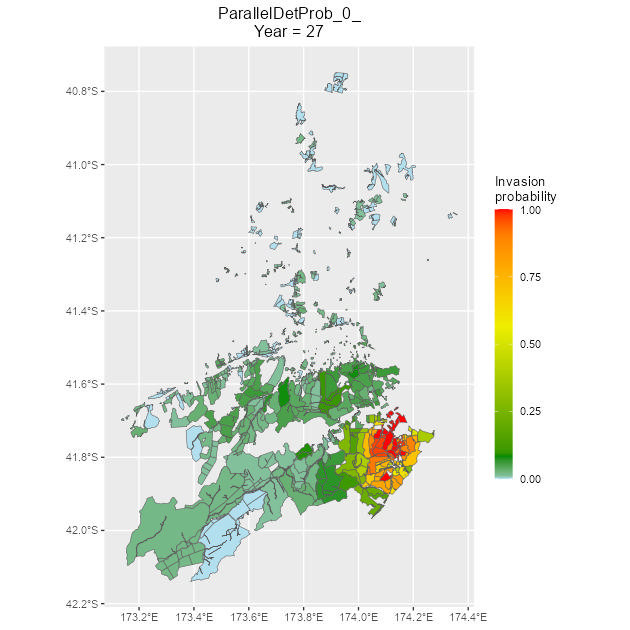 ParallelDetProb_0_
Year = 27
40.8°S
41.0°S
41.2°S
41.4°S
41.6°S
41.8°S
42.0°S
42.2°S
173.2°E
173.4°E
173.6°E
173.8°E
174.0°E
174.2°E
174.4°E
Invasion
probability
1.00
0.75
0.50
0.25
0.00